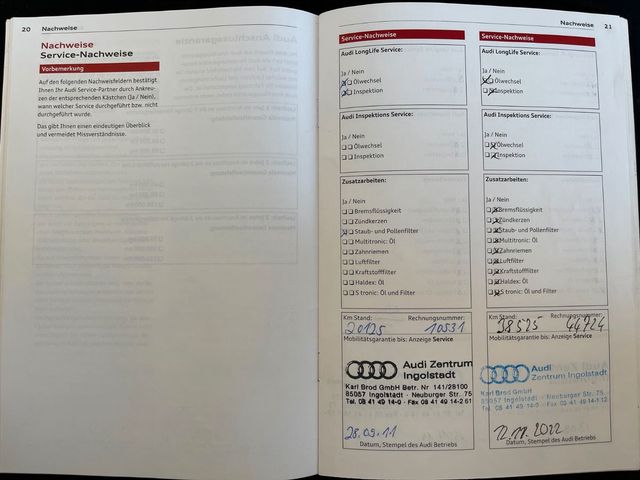 20
Nachweise
Nachweise
Service-Nachweise
Vorbemerkung
Auf den folgenden Nachweisfeldern bestätigt
Ihnen Ihr Audi Service-Partner durch Ankreu-
zen der entsprechenden Kästchen (Ja / Nein),
wann welcher Service durchgeführt bzw. nicht
durchgeführt wurde.
Das gibt Ihnen einen eindeutigen Überblick
und vermeidet Missverständnisse.
Nachweise
21
Service-Nachweise
Audi LongLife Service:
Ja / Nein
Ölwechsel
Inspektion
Audi Inspektions Service:
Ja / Nein
Ölwechsel
Inspektion
Zusatzarbeiten:
Ja / Nein
Bremsflüssigkeit
Zündkerzen
Staub- und Pollenfilter
Multitronic: Öl
Zahnriemen
Luftfilter
Kraftstofffilter
Haldex: Öl
S tronic: Öl und Filter
Km Stand:
Rechnungsnummer:
20125
10531
Mobilitätsgarantie bis: Anzeige Service
Audi Zentrum
Ingolstadt
Karl Brod GmbH Betr. Nr 141/28100
85057 Ingolstadt · Neuburger Str. 75
Tel. 08 41 49 14-0 · Fax 08 41 49 14-2 61
28.09.11
Datum, Stempel des Audi Betriebs
Service-Nachweise
Audi LongLife Service:
Ja / Nein
Ölwechsel
Inspektion
Audi Inspektions Service:
Ja / Nein
Ölwechsel
Inspektion
Zusatzarbeiten:
Ja / Nein
Bremsflüssigkeit
Zündkerzen
Staub- und Pollenfilter
Multitronic: Öl
Zahnriemen
Luftfilter
Kraftstofffilter
Haldex: Öl
S tronic: Öl und Filter
Km Stand:
Rechnungsnummer:
38525
44724
Mobilitätsgarantie bis: Anzeige Service
Audi
Zentrum Ingolstadt
85057 Ingolstadt · Neuburger Str. 75
Tel. 08 41 49 14-0 · Fax 08 41 49 14-1 12
2022
Datum, Stempel des Audi Betriebs